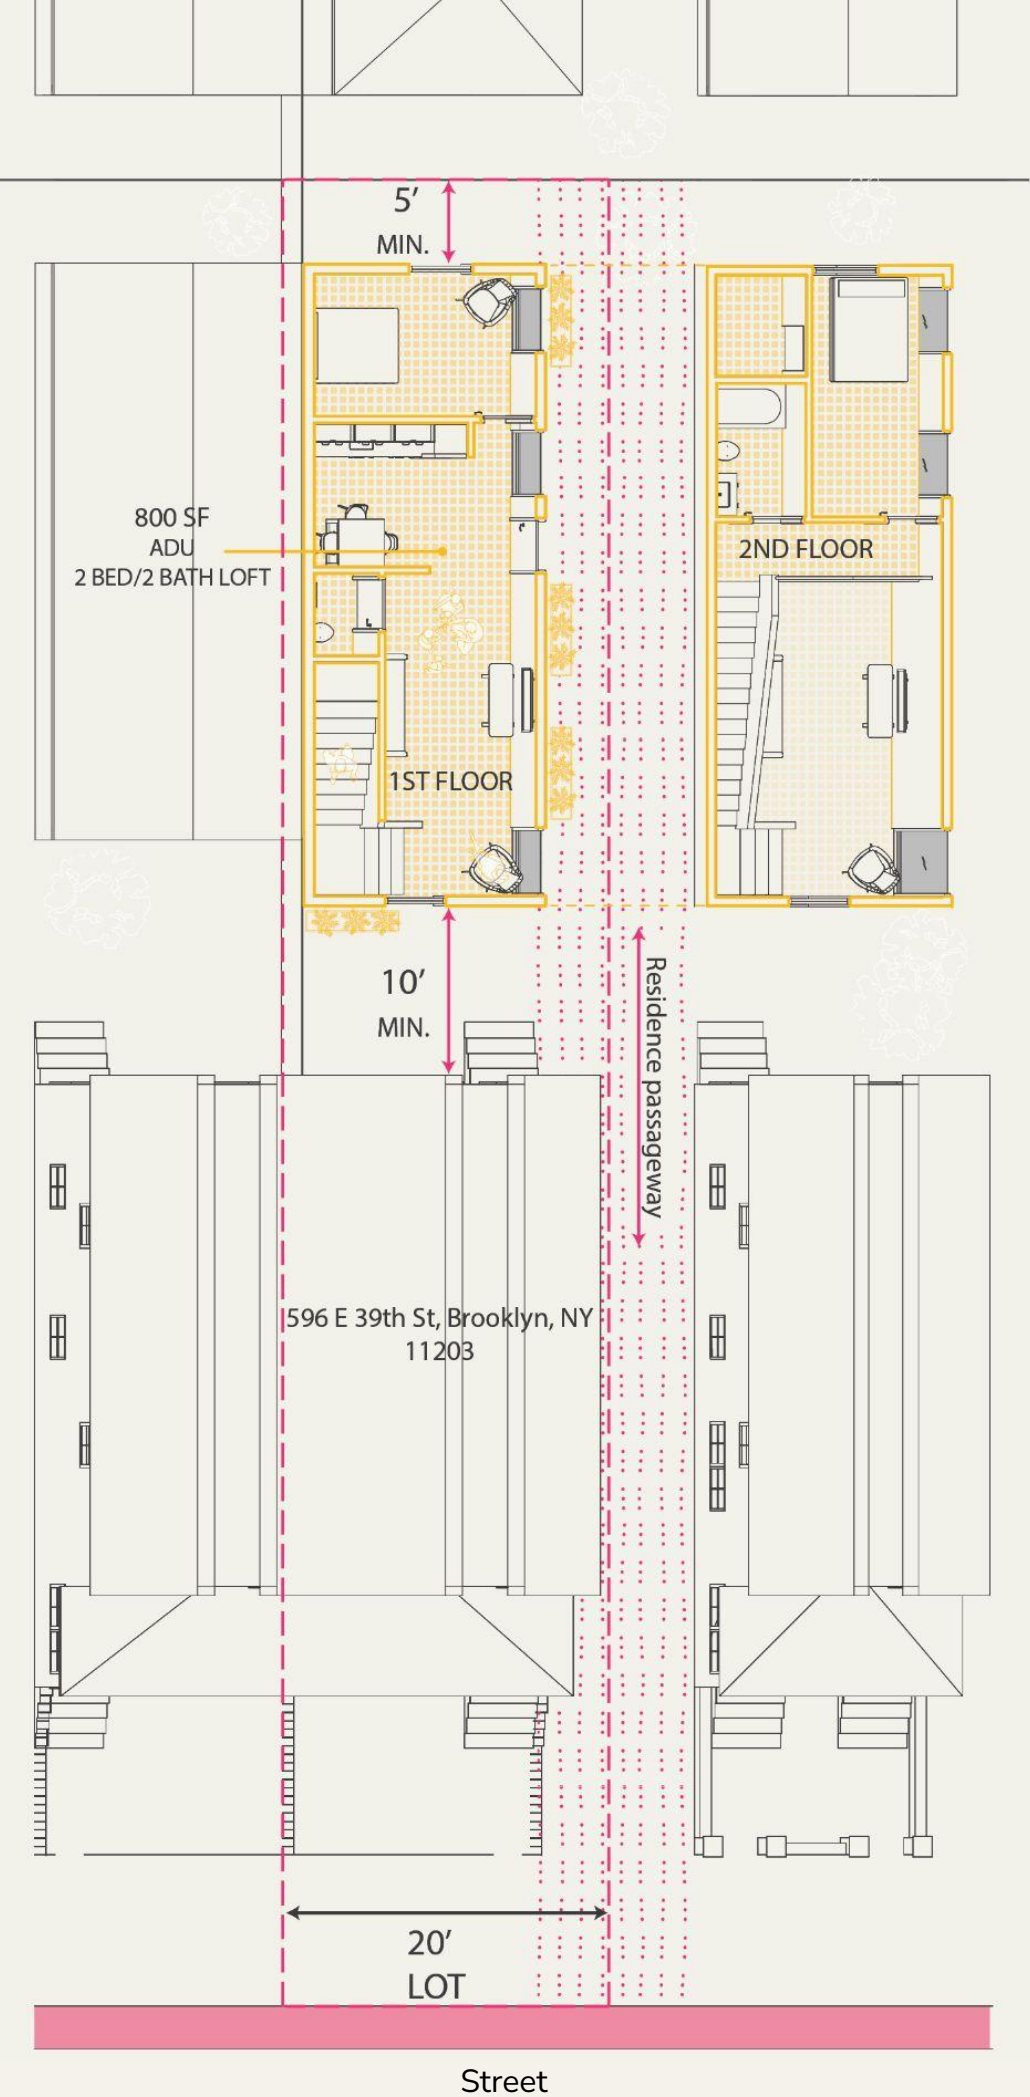 5′
MIN.
800 SF
ADU
2 BED/2 BATH LOFT
2ND FLOOR
1ST FLOOR
10′
MIN.
Residence passageway
596 E 39th St, Brooklyn, NY
11203
20′
LOT
Street